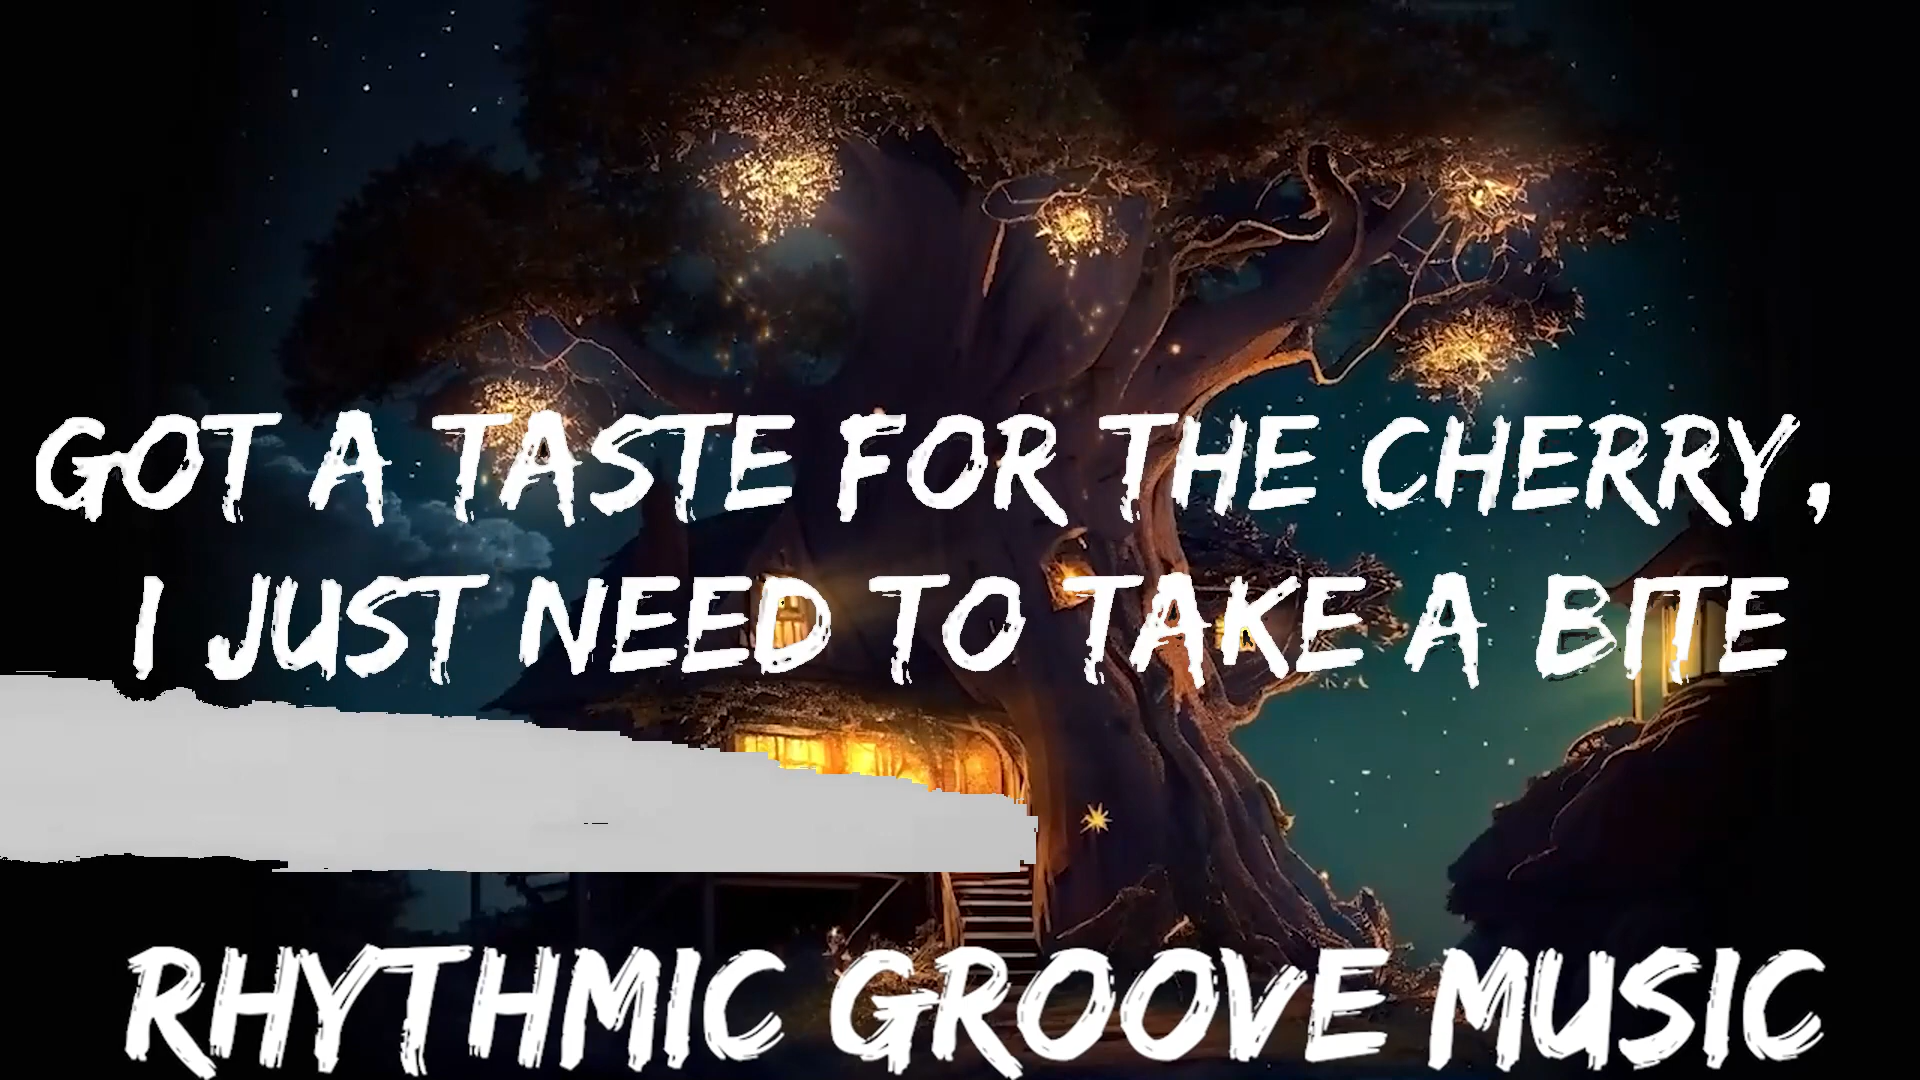 GOT A TASTE FOR THE CHERRY,
I JUST NEED TO TAKE A BITE
RHYTHMIC GROOVE MUSIC